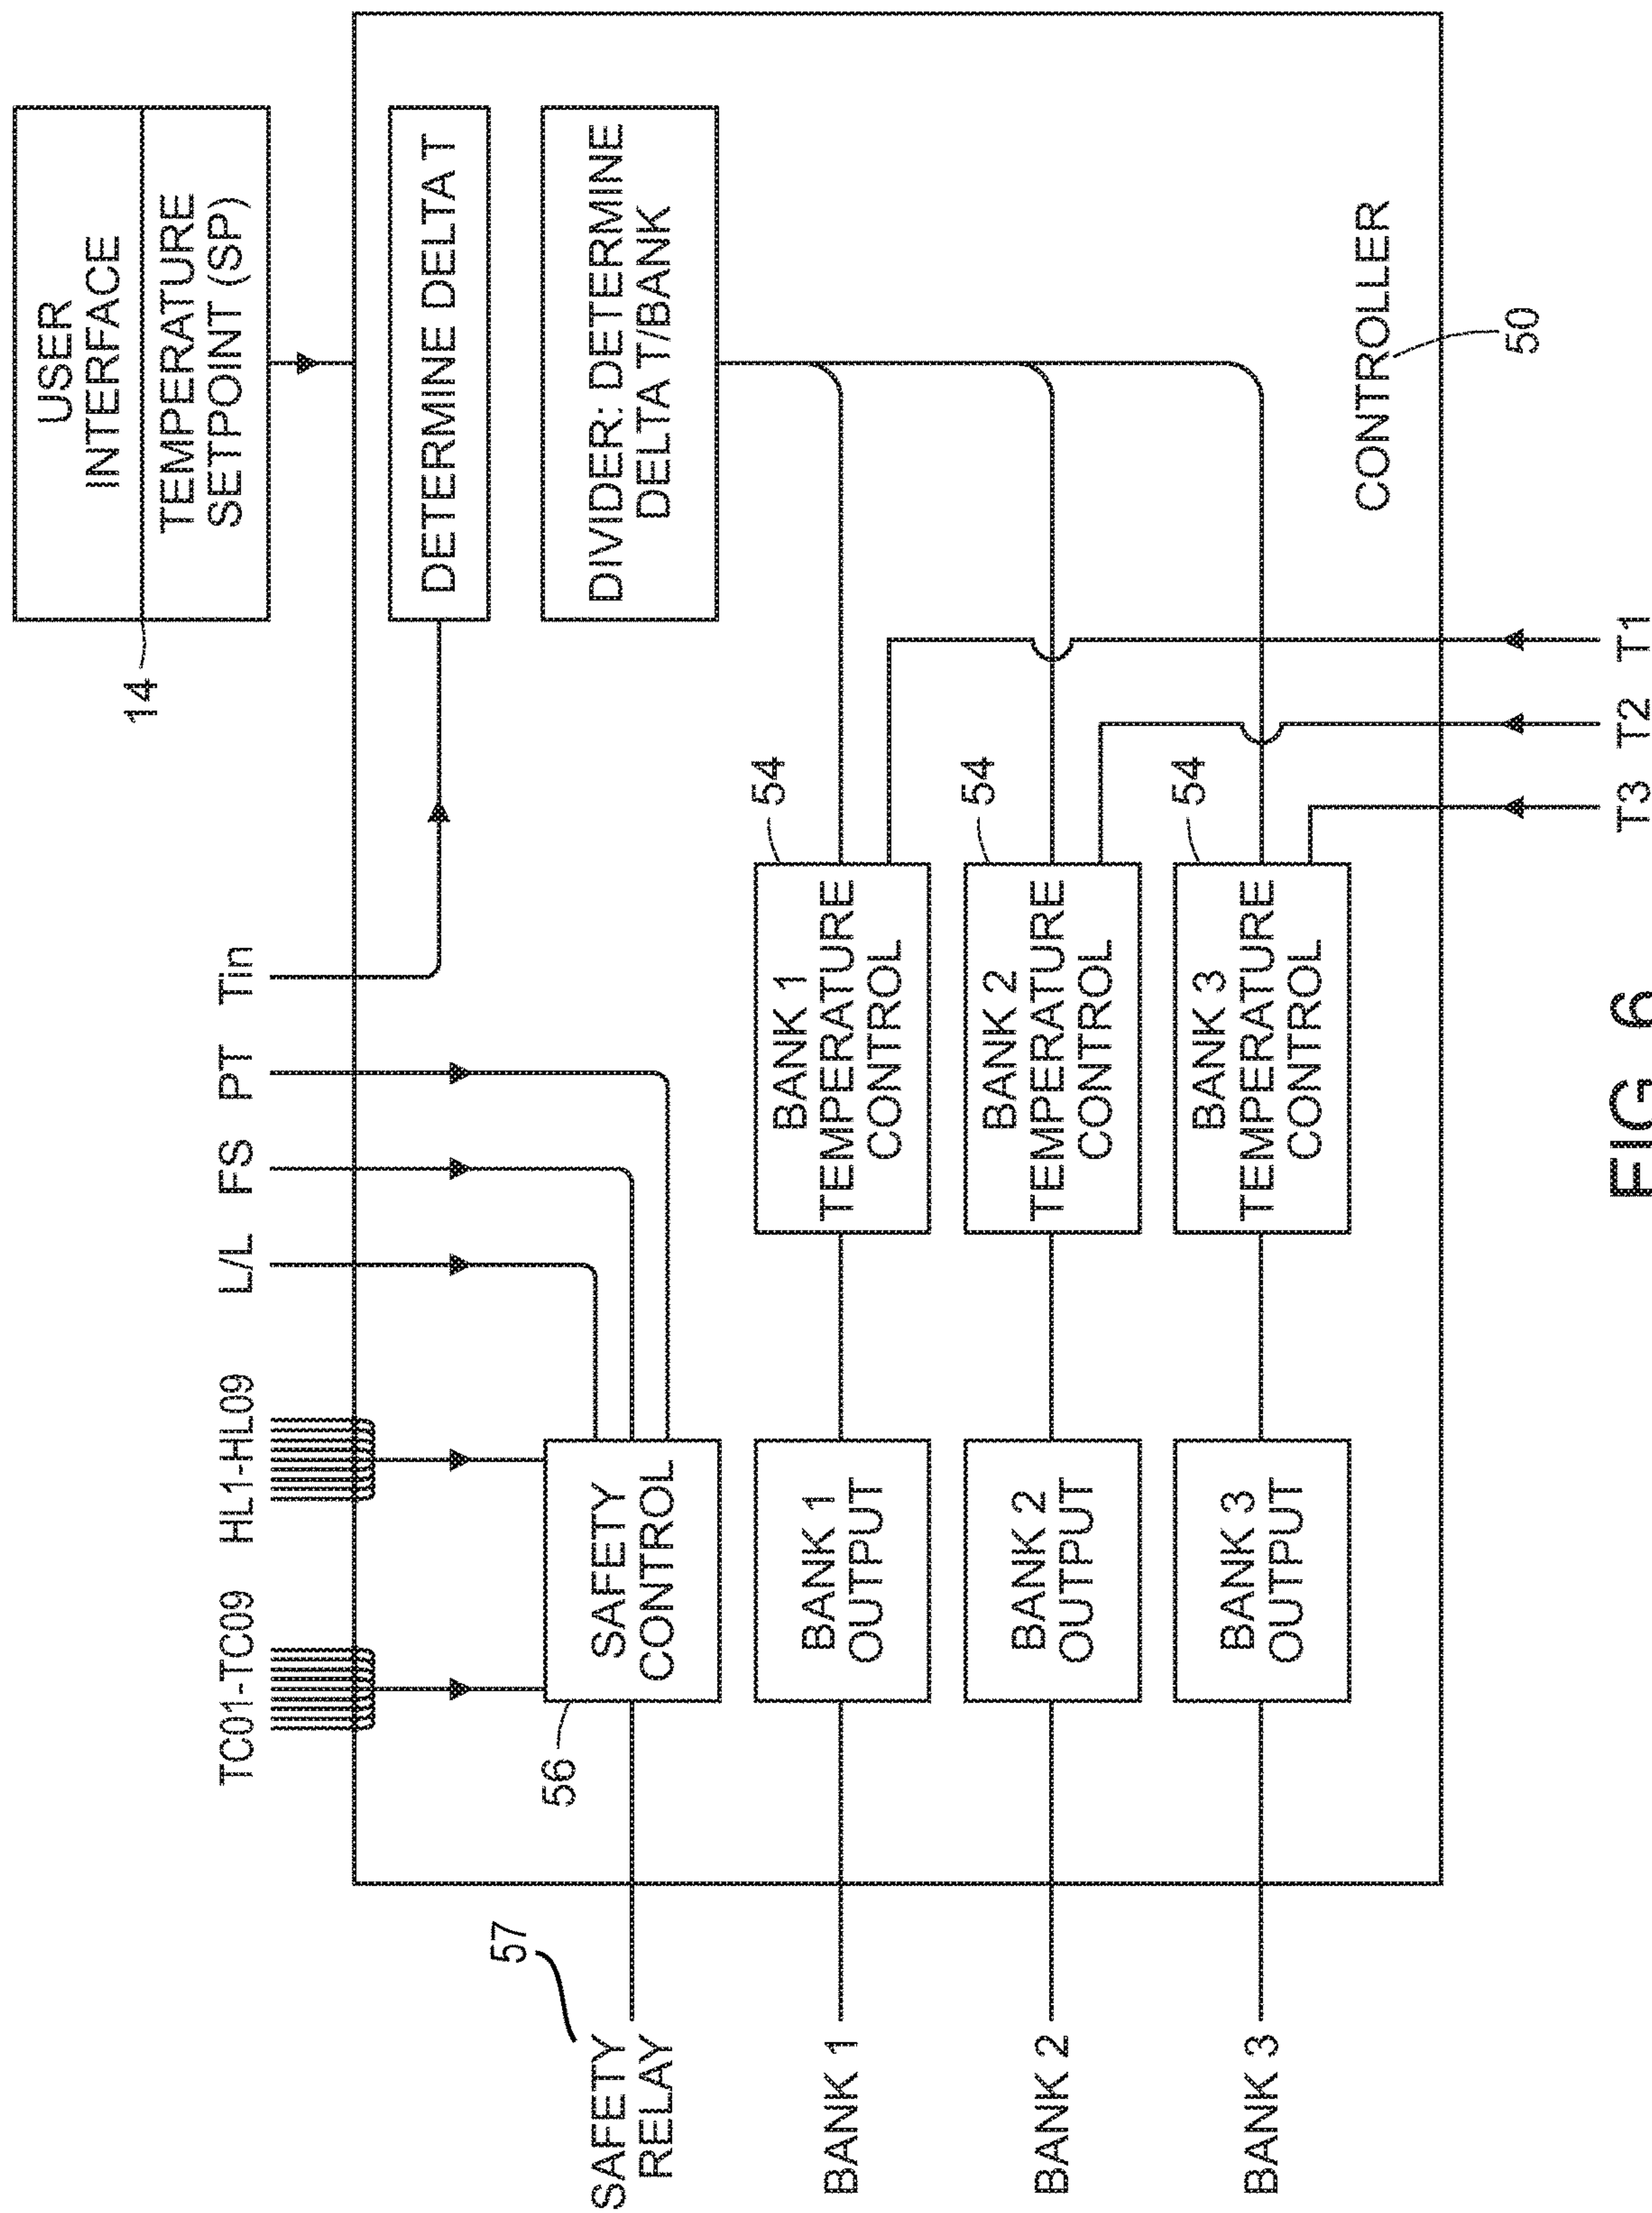 USER
INTERFACE
TEMPERATURE
SETPOINT (SP)
14
TC01-TC09
HL1-HL09
L/L
FS
PT
Tin
DETERMINE DELTA T
DIVIDER: DETERMINE
DELTA T/BANK
57
SAFETY
RELAY
56
SAFETY
CONTROL
BANK 1
BANK 1
OUTPUT
BANK 1
TEMPERATURE
CONTROL
54
BANK 2
BANK 2
OUTPUT
BANK 2
TEMPERATURE
CONTROL
54
BANK 3
BANK 3
OUTPUT
BANK 3
TEMPERATURE
CONTROL
54
CONTROLLER
50
T3
T2
T1
FIG 6